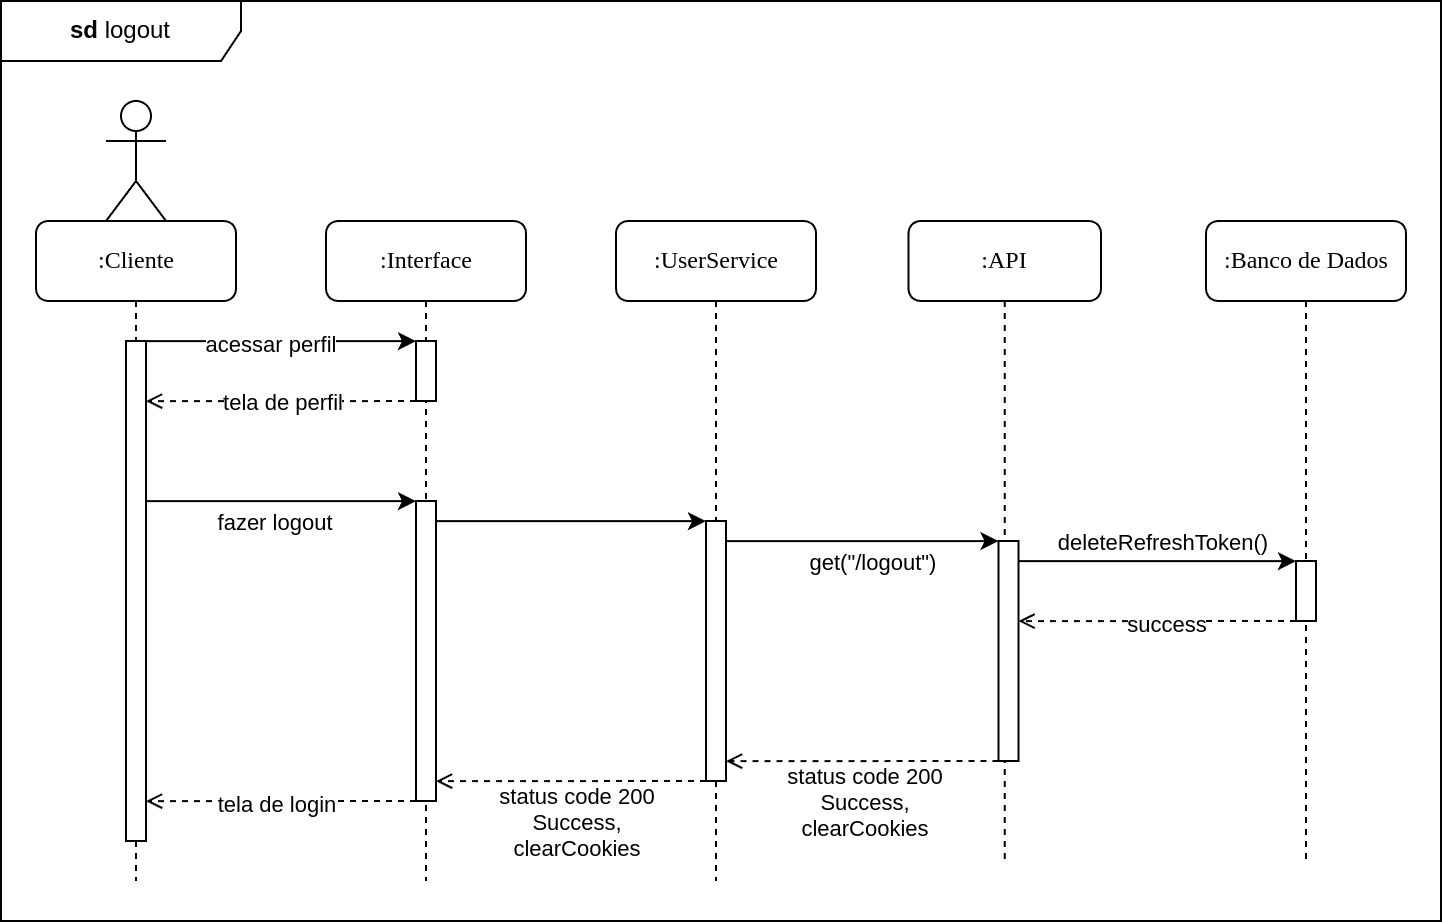 sd logout
:Cliente
:Interface
:UserService
:API
:Banco de Dados
acessar perfil
tela de perfil
fazer logout
get("/logout")
deleteRefreshToken()
success
status code 200
Success,
clearCookies
status code 200
Success,
clearCookies
tela de login